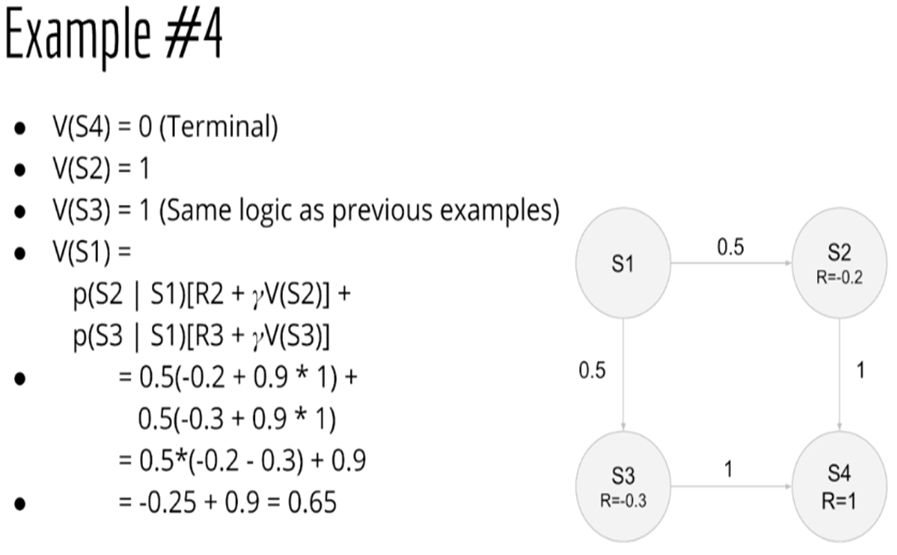 Example #4
• V(S4) = 0 (Terminal)
• V(S2) = 1
• V(S3) = 1 (Same logic as previous examples)
• V(S1) =
p(S2 | S1)[R2 + γV(S2)] +
p(S3 | S1)[R3 + γV(S3)]
• = 0.5(-0.2 + 0.9 * 1) +
0.5(-0.3 + 0.9 * 1)
= 0.5*(-0.2 - 0.3) + 0.9
• = -0.25 + 0.9 = 0.65
S1
0.5
S2
R=-0.2
0.5
1
S3
R=-0.3
1
S4
R=1